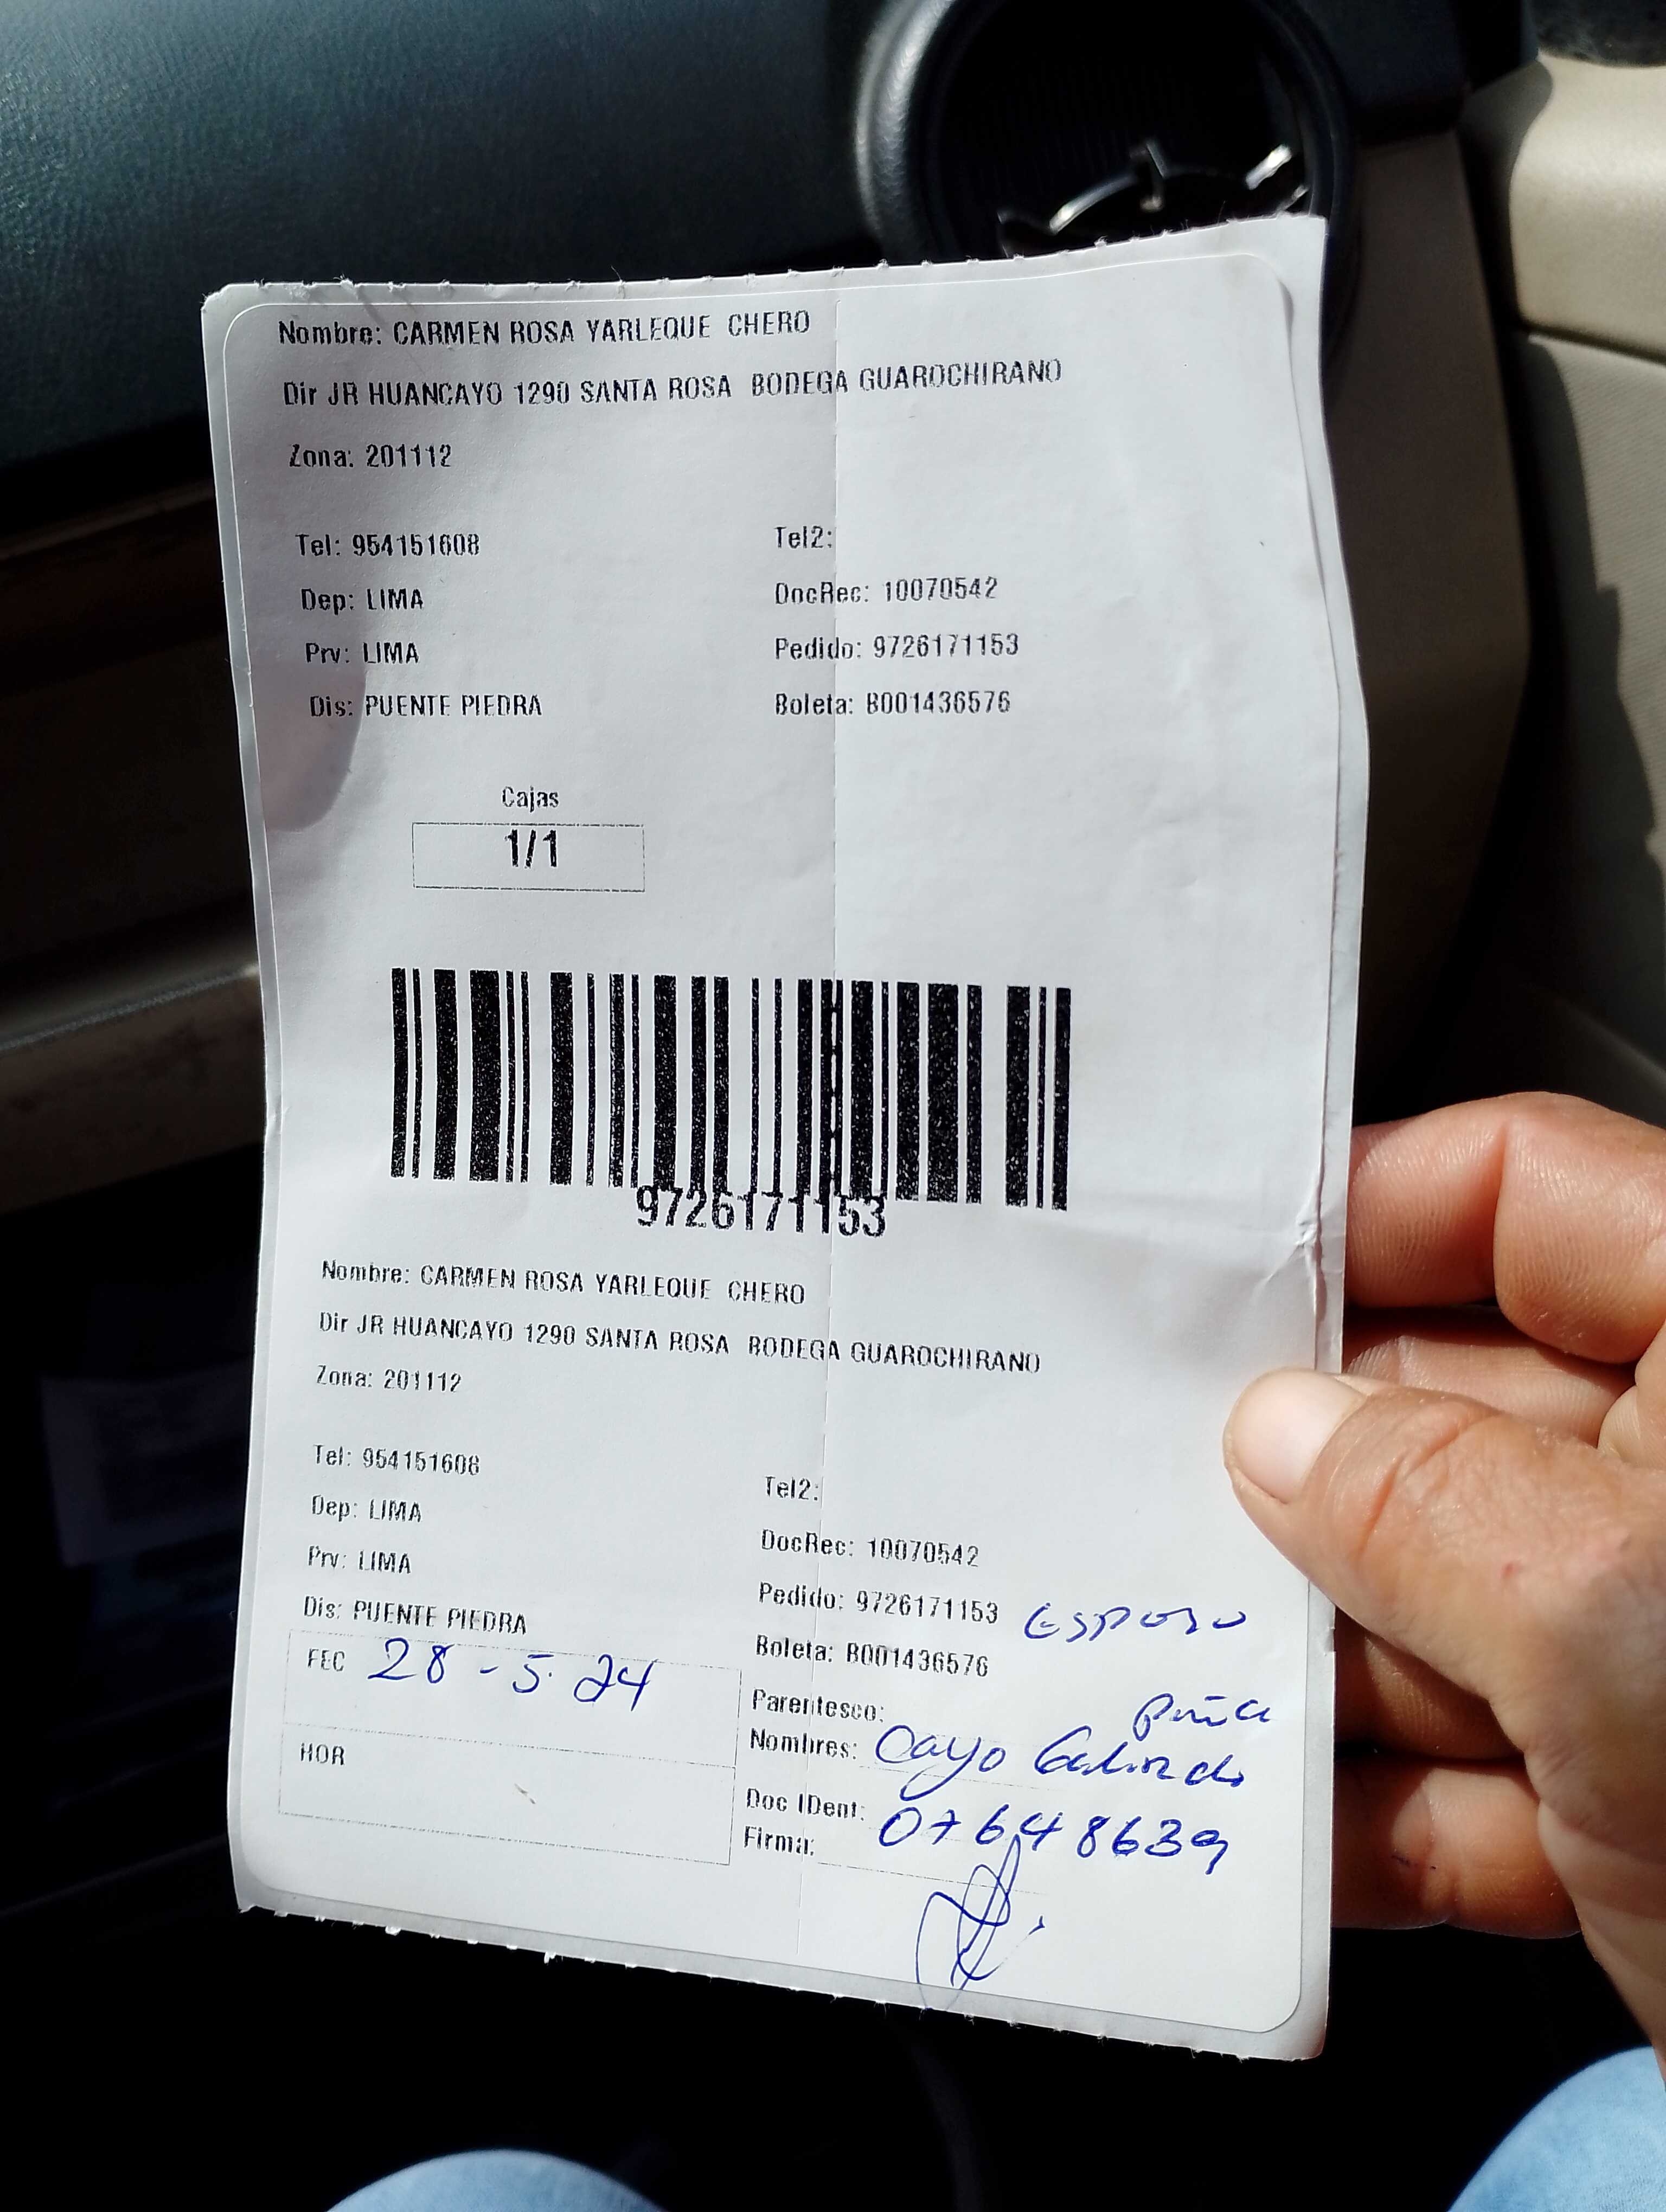 Nombre: CARMEN ROSA YARLEQUE CHERO
Dir JR HUANCAYO 1290 SANTA ROSA BODEGA GUAROCHIRANO
Zona: 201112
Tel: 954151608 Tel2:
Dep: LIMA DocRec: 10070542
Prv: LIMA Pedido: 9726171153
Dis: PUENTE PIEDRA Boleta: B001436576
Cajas
1/1
9726171153
Nombre: CARMEN ROSA YARLEQUE CHERO
Dir JR HUANCAYO 1290 SANTA ROSA BODEGA GUAROCHIRANO
Zona: 201112
Tel: 954151608 Tel2:
Dep: LIMA DocRec: 10070542
Prv: LIMA Pedido: 9726171153 Esposo
Dis: PUENTE PIEDRA Boleta: B001436576
FEC 28-5-24 Parentesco:
HOR Nombres: Cayo Galindo
Doc IDent: 07648639
Firma: